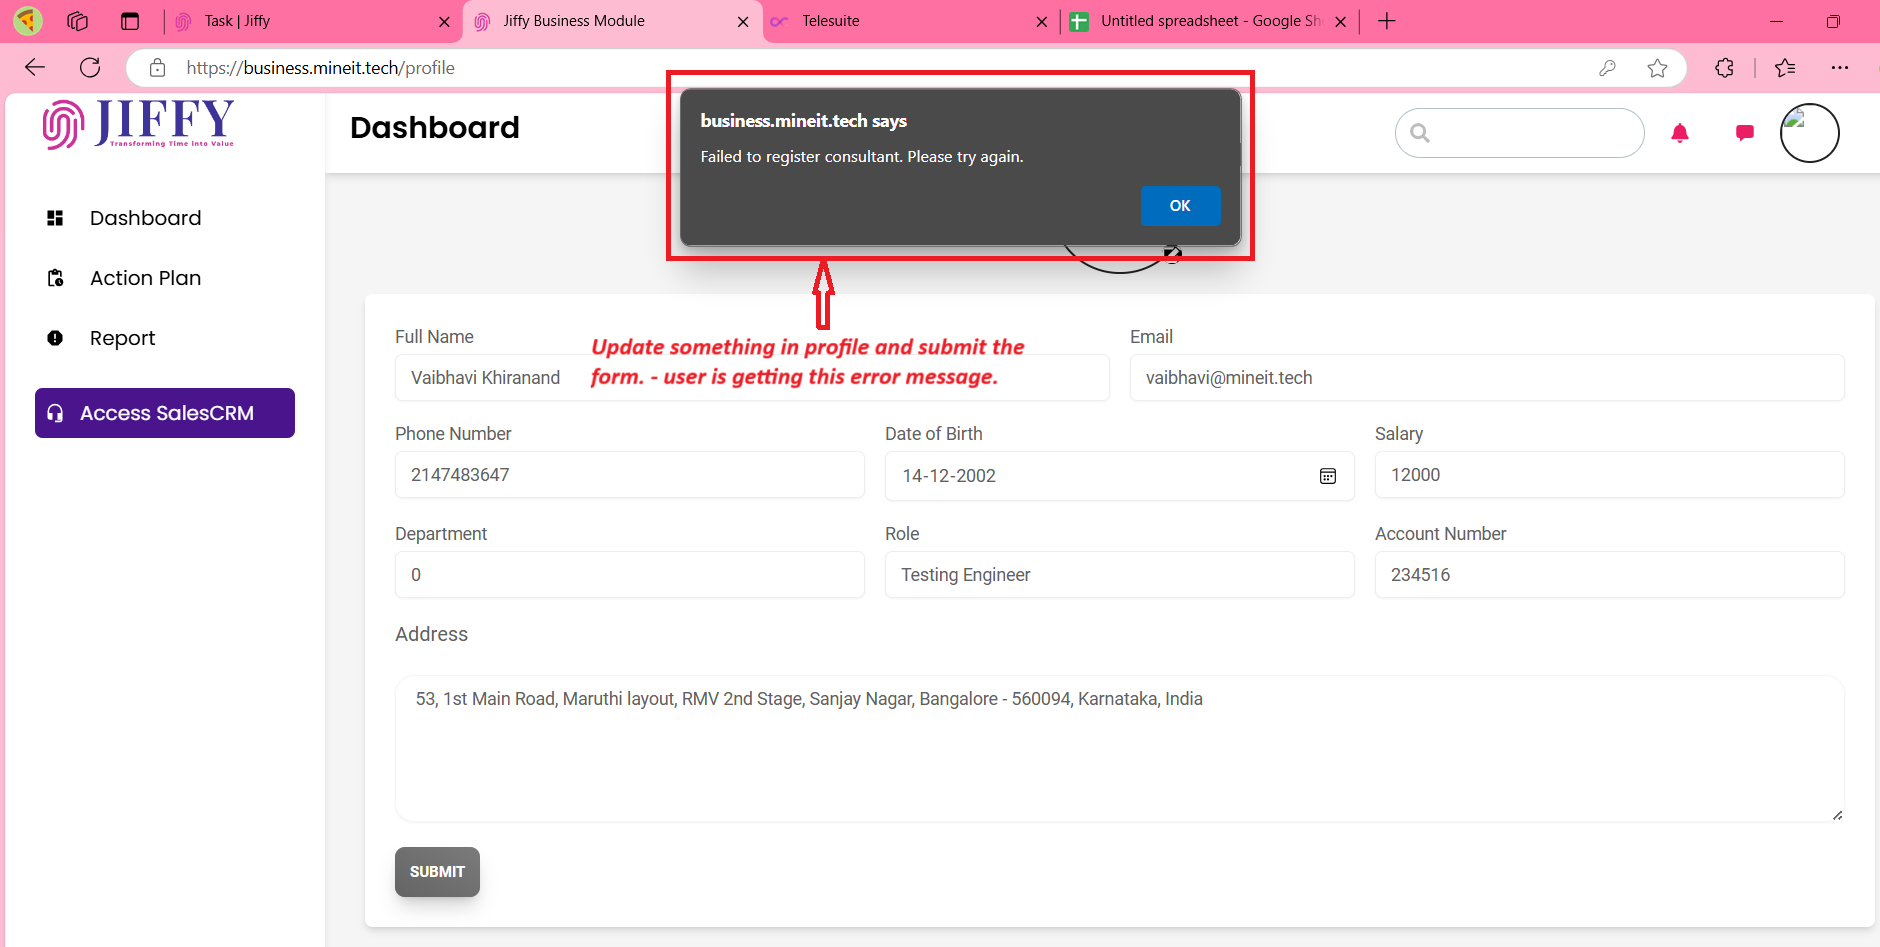 Task | Jiffy
Jiffy Business Module
Telesuite
Untitled spreadsheet - Google She
https://business.mineit.tech/profile
JIFFY
Transforming Time into Value
Dashboard
business.mineit.tech says
Failed to register consultant. Please try again.
OK
Dashboard
Action Plan
Report
Access SalesCRM
Update something in profile and submit the
form. - user is getting this error message.
Full Name
Email
Vaibhavi Khiranand
vaibhavi@mineit.tech
Phone Number
Date of Birth
Salary
2147483647
14-12-2002
12000
Department
Role
Account Number
0
Testing Engineer
234516
Address
53, 1st Main Road, Maruthi layout, RMV 2nd Stage, Sanjay Nagar, Bangalore - 560094, Karnataka, India
SUBMIT